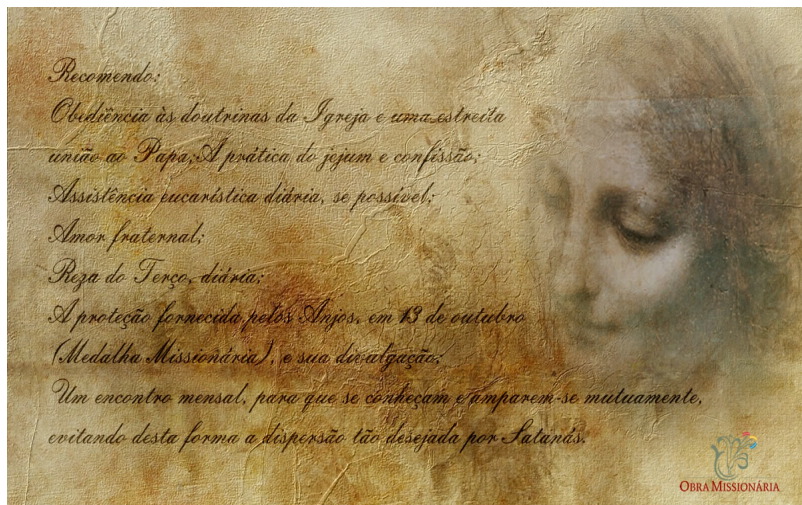 Recomendo:
Obediência às doutrinas da Igreja e uma estreita
união ao Papa; A prática do jejum e confissão;
Assistência eucarística diária, se possível;
Amor fraternal;
Reza do Terço, diária;
A proteção fornecida pelos Anjos, em 13 de outubro
(Medalha Missionária), e sua divulgação;
Um encontro mensal, para que se conheçam e amparem-se mutuamente,
evitando desta forma a dispersão tão desejada por Satanás.
OBRA MISSIONÁRIA